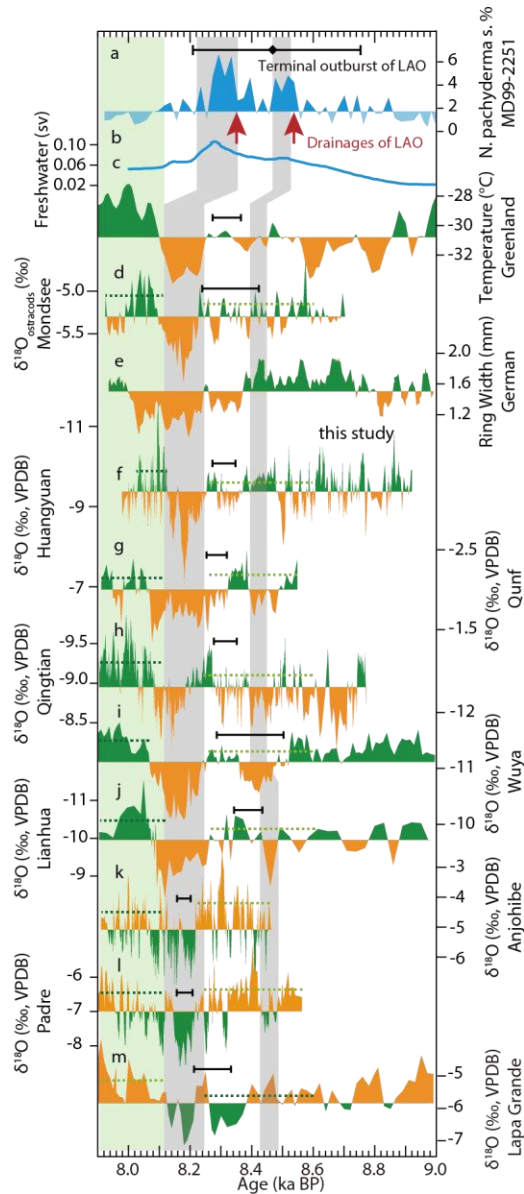 a
Terminal outburst of LAO
6
4
2
0
N. pachyderma s. %
MD99-2251
Drainages of LAO
b
c
0.10
0.06
0.02
Freshwater (sv)
-28
-30
-32
Temperature (°C)
Greenland
d
-5.0
-5.5
δ¹⁸Oostracods (‰)
Mondsee
e
2.0
1.6
1.2
Ring Width (mm)
German
this study
f
-11
-9
δ¹⁸O (‰, VPDB)
Huangyuan
g
-7
-2.5
-2.0
-1.5
δ¹⁸O (‰, VPDB)
Qunf
h
-9.5
-9.0
-8.5
δ¹⁸O (‰, VPDB)
Qingtian
i
-12
-11
-10
δ¹⁸O (‰, VPDB)
Wuya
j
-11
-10
-9
δ¹⁸O (‰, VPDB)
Lianhua
k
-3
-4
-5
-6
δ¹⁸O (‰, VPDB)
Anjohibe
l
-6
-7
-8
δ¹⁸O (‰, VPDB)
Padre
m
-5
-6
-7
δ¹⁸O (‰, VPDB)
Lapa Grande
8.0 8.2 8.4 8.6 8.8 9.0
Age (ka BP)